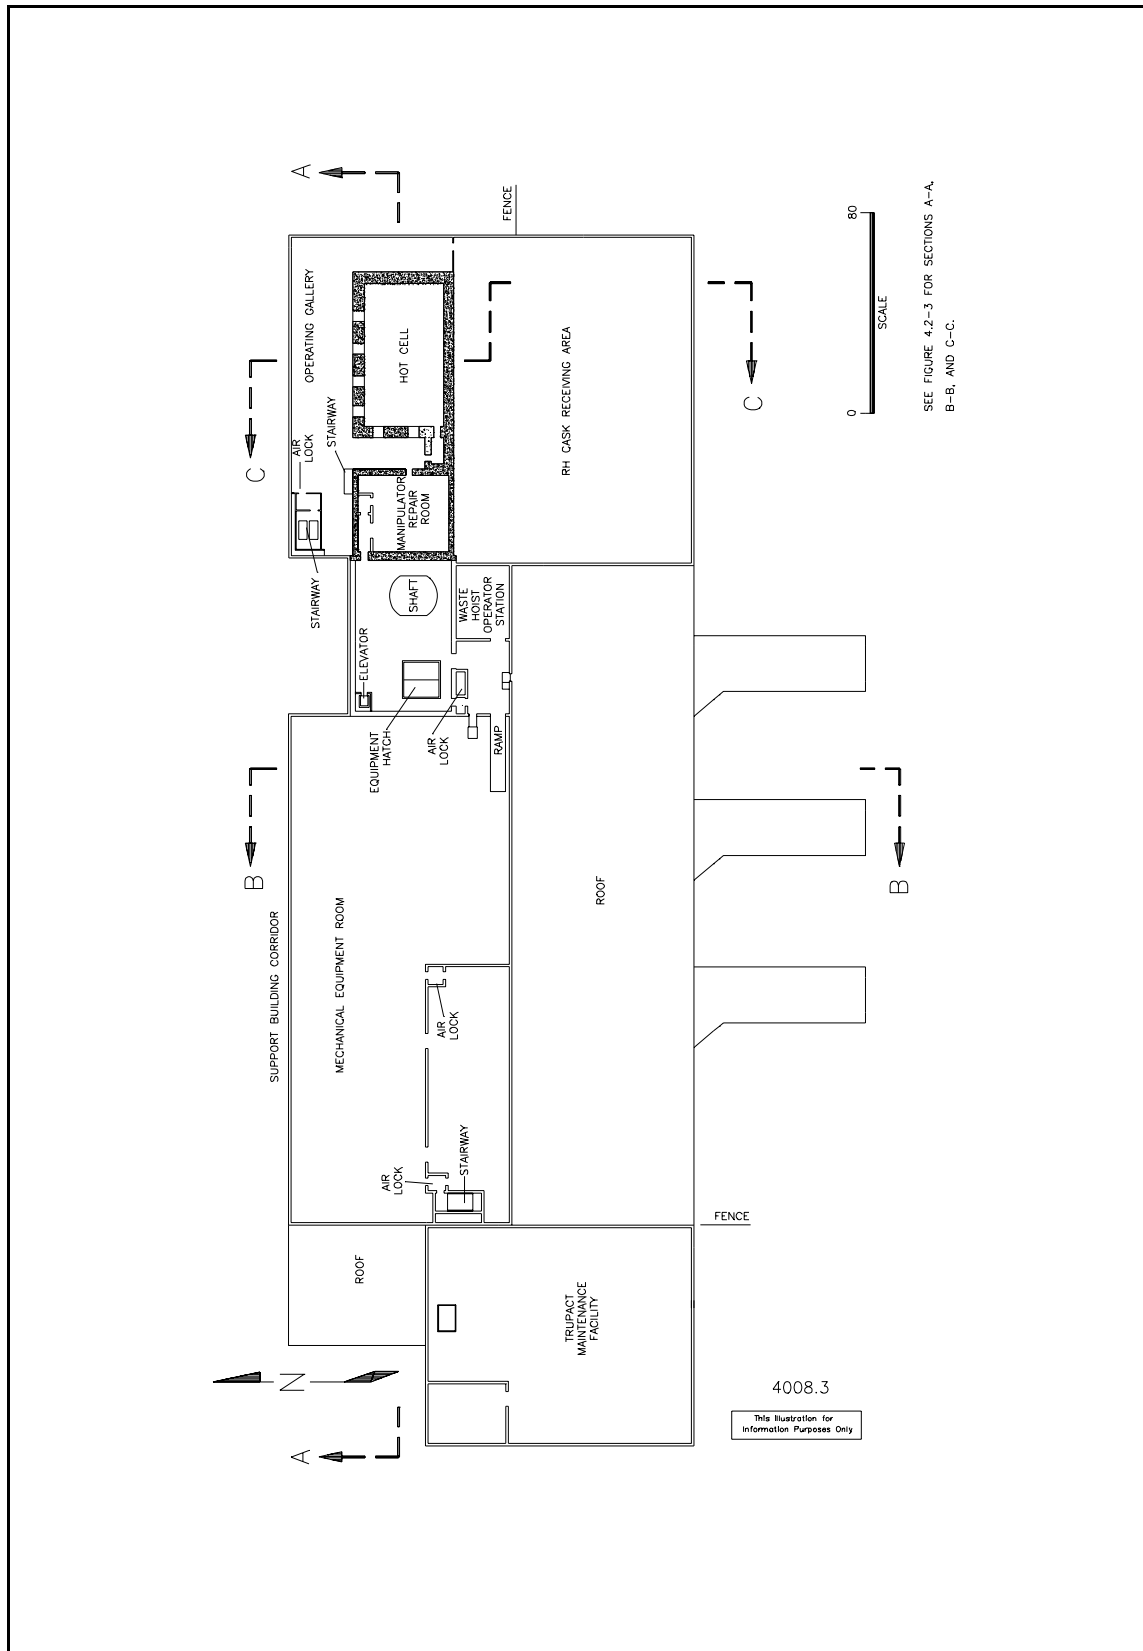 A
FENCE
OPERATING GALLERY
HOT CELL
RH CASK RECEIVING AREA
80
SCALE
0
SEE FIGURE 4.2-3 FOR SECTIONS A-A,
B-B, AND C-C.
C
C
AIR
LOCK
STAIRWAY
STAIRWAY
MANIPULATOR
REPAIR
ROOM
SHAFT
WASTE
HOIST
OPERATOR
STATION
ELEVATOR
EQUIPMENT
HATCH
AIR
LOCK
RAMP
B
B
SUPPORT BUILDING CORRIDOR
MECHANICAL EQUIPMENT ROOM
ROOF
AIR
LOCK
AIR
LOCK
STAIRWAY
FENCE
ROOF
TRUPACT
MAINTENANCE
FACILITY
N
A
4008.3
This Illustration for
Information Purposes Only